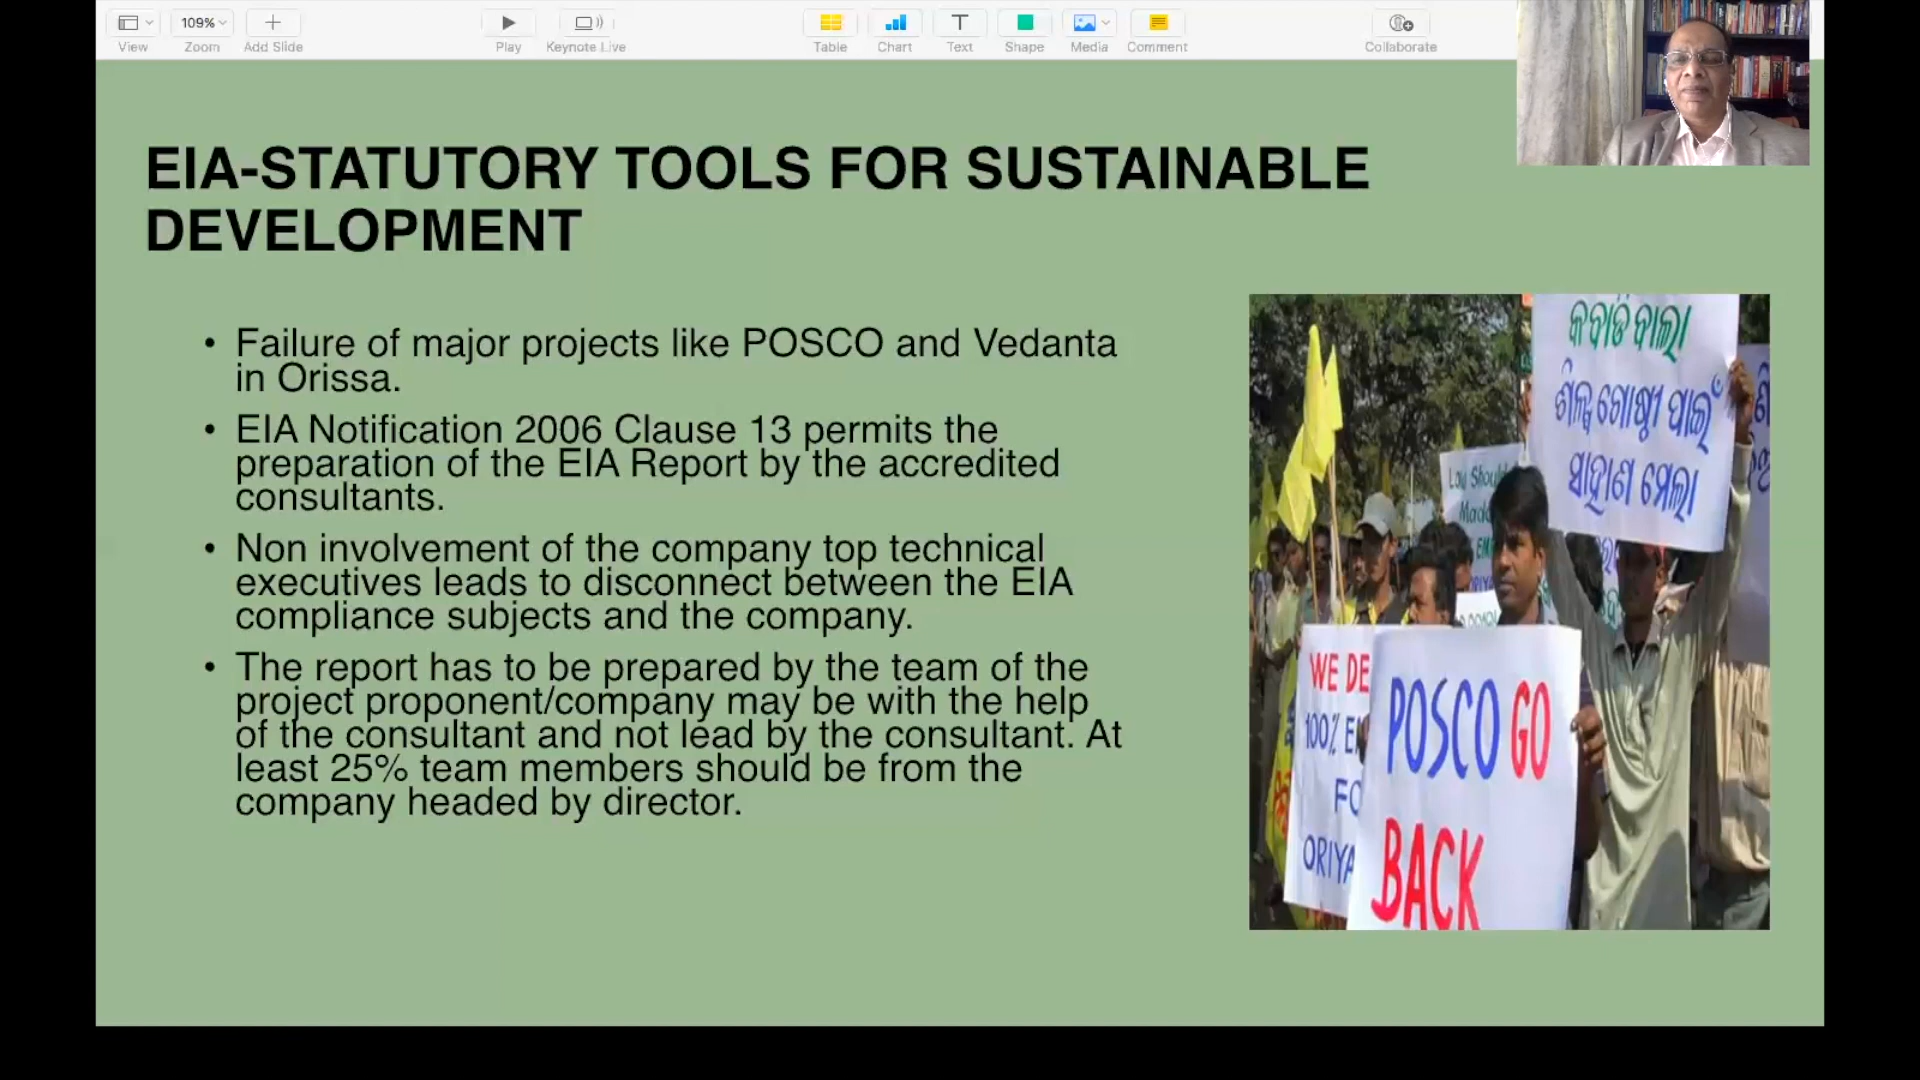 109%
View
Zoom
Add Slide
Play
Keynote Live
Table
Chart
Text
Shape
Media
Comment
Collaborate
EIA-STATUTORY TOOLS FOR SUSTAINABLE
DEVELOPMENT
• Failure of major projects like POSCO and Vedanta
in Orissa.
• EIA Notification 2006 Clause 13 permits the
preparation of the EIA Report by the accredited
consultants.
• Non involvement of the company top technical
executives leads to disconnect between the EIA
compliance subjects and the company.
• The report has to be prepared by the team of the
project proponent/company may be with the help
of the consultant and not lead by the consultant. At
least 25% team members should be from the
company headed by director.
କବାଡି ବାଲା
ଶିଳ୍ପ ଗୋଷ୍ଠୀ ପାଇଁ
ସାହାଣ ମେଲା
WE DE
100% E
FO
ORIYA
POSCO GO
BACK